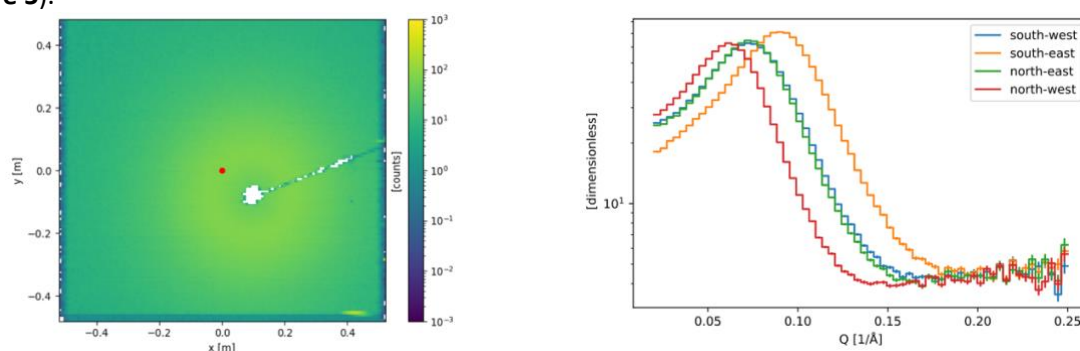 e 3).
0.4
0.2
0.0
−0.2
−0.4
y [m]
−0.4 −0.2 0.0 0.2 0.4
x [m]
10³
10²
10¹
10⁰
10⁻¹
10⁻²
10⁻³
[counts]
south-west
south-east
north-east
north-west
[dimensionless]
10¹
0.05 0.10 0.15 0.20 0.25
Q [1/Å]